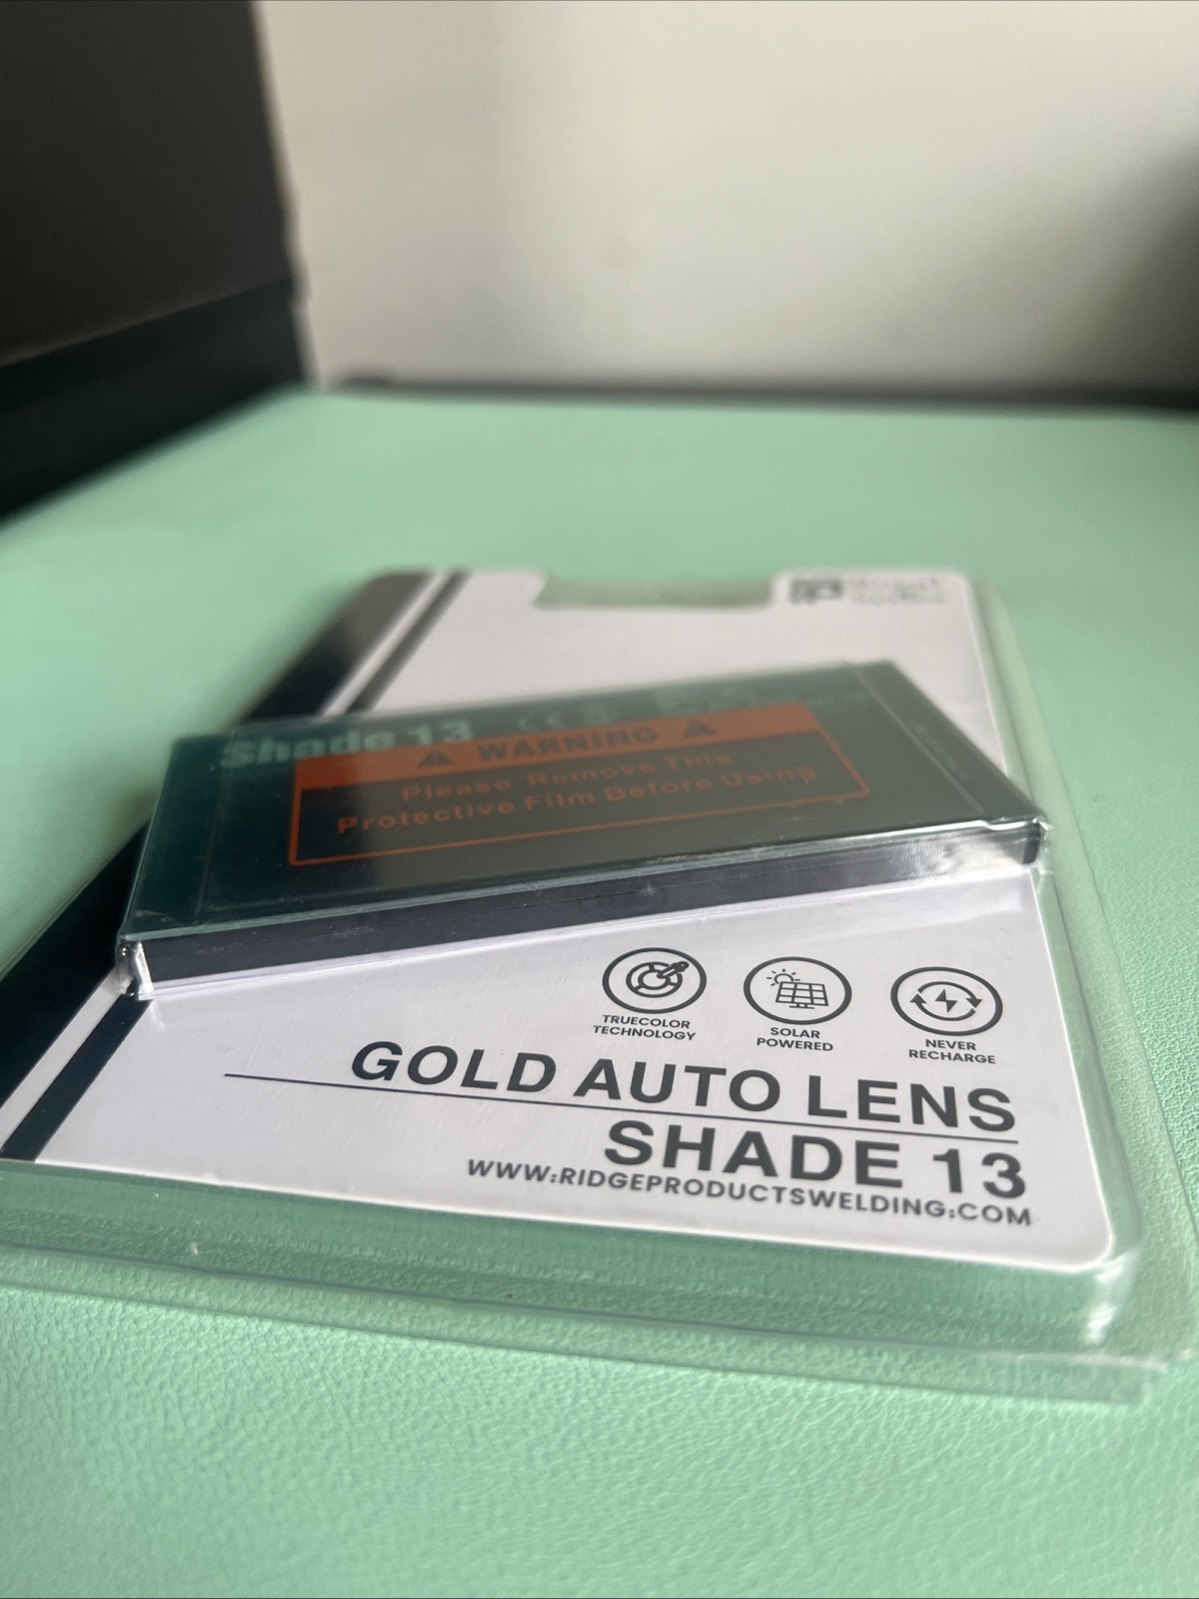 Shade 13 CE
WARNING
Please Remove This
Protective Film Before Using
TRUECOLOR
TECHNOLOGY
SOLAR
POWERED
NEVER
RECHARGE
GOLD AUTO LENS
SHADE 13
WWW.RIDGEPRODUCTSWELDING.COM